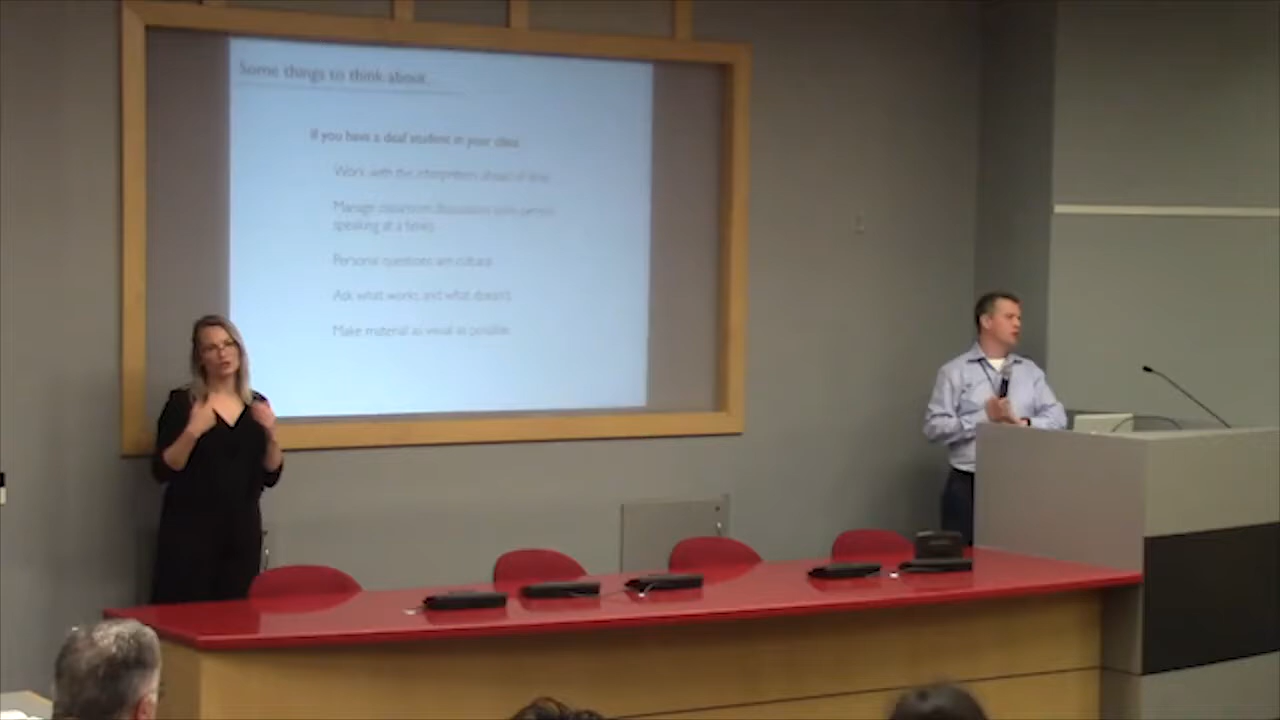 Some things to think about...
If you have a deaf student in your class
Work with the interpreters ahead of time
Manage classroom discussion (one person
speaking at a time)
Personal questions are cultural
Ask what works and what doesn't
Make material as visual as possible